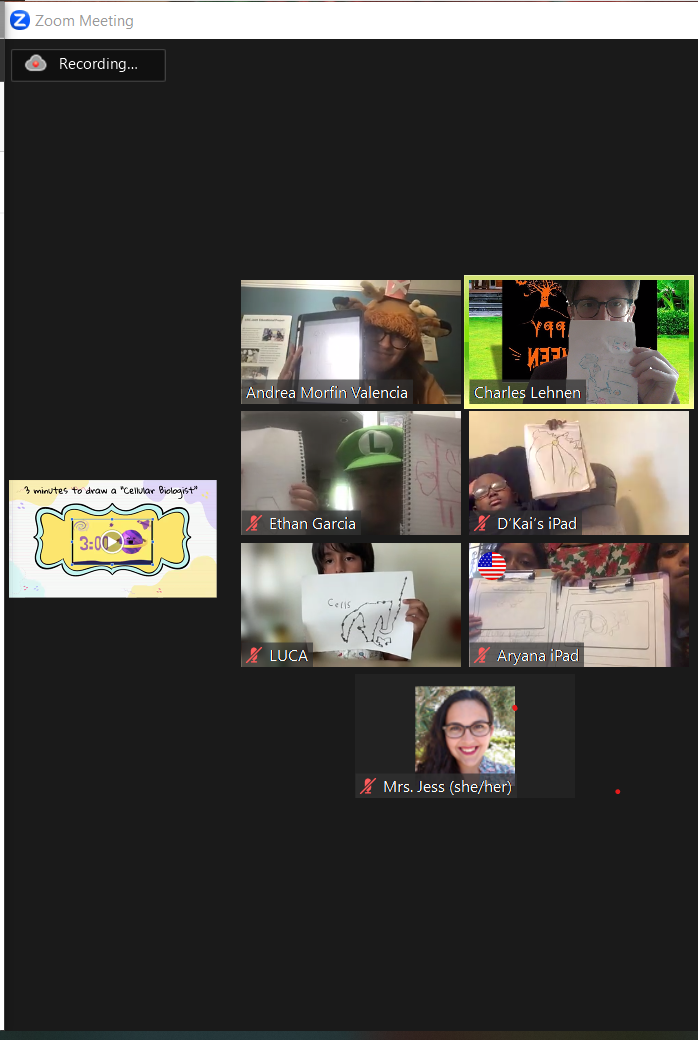 Zoom Meeting
Recording...
Andrea Morfin Valencia
Charles Lehnen
Ethan Garcia
D'Kai's iPad
3 minutes to draw a "Cellular Biologist"
3:00
Cells
LUCA
Aryana iPad
Mrs. Jess (she/her)